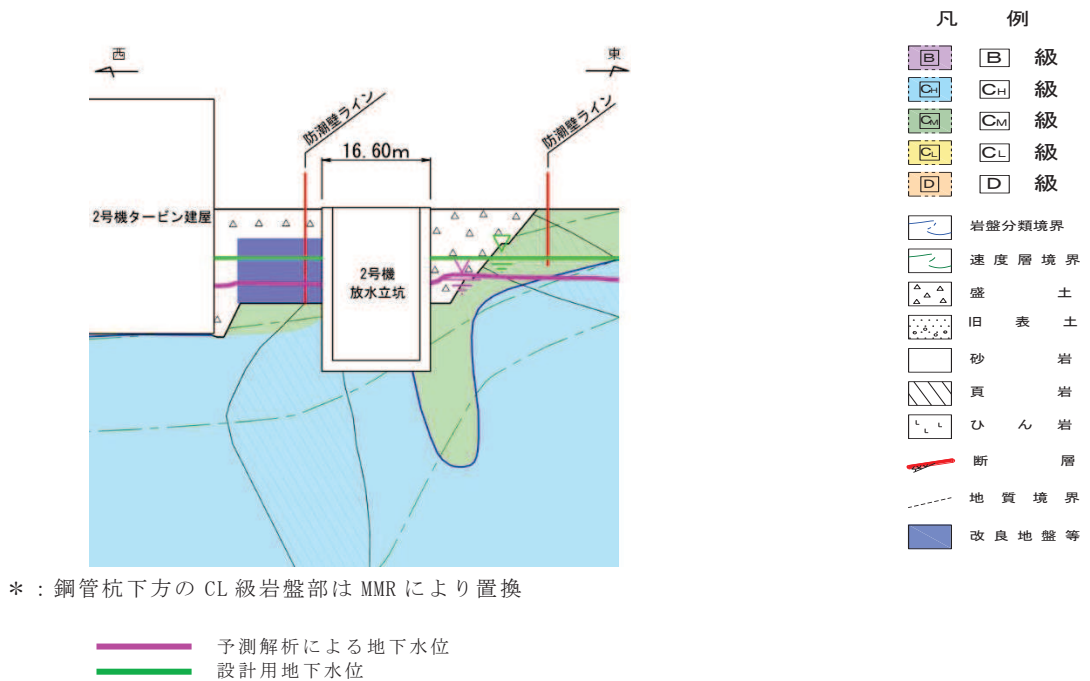 西
東
防潮壁ライン
防潮壁ライン
16.60m
2号機タービン建屋
2号機
放水立坑
＊：鋼管杭下方の CL 級岩盤部は MMR により置換
予測解析による地下水位
設計用地下水位
凡 例
B B 級
CH CH 級
CM CM 級
CL CL 級
D D 級
岩盤分類境界
速度層境界
盛土
旧表土
砂岩
頁岩
ひん岩
断層
地質境界
改良地盤等